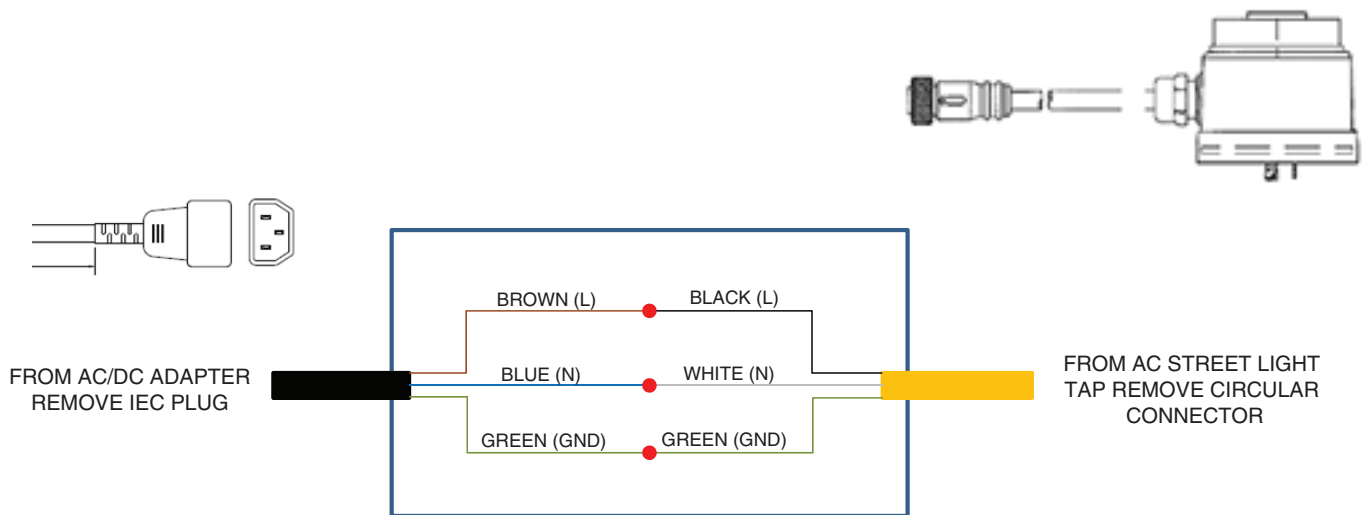 BROWN (L)
BLACK (L)
FROM AC/DC ADAPTER
REMOVE IEC PLUG
BLUE (N)
WHITE (N)
FROM AC STREET LIGHT
TAP REMOVE CIRCULAR
CONNECTOR
GREEN (GND)
GREEN (GND)